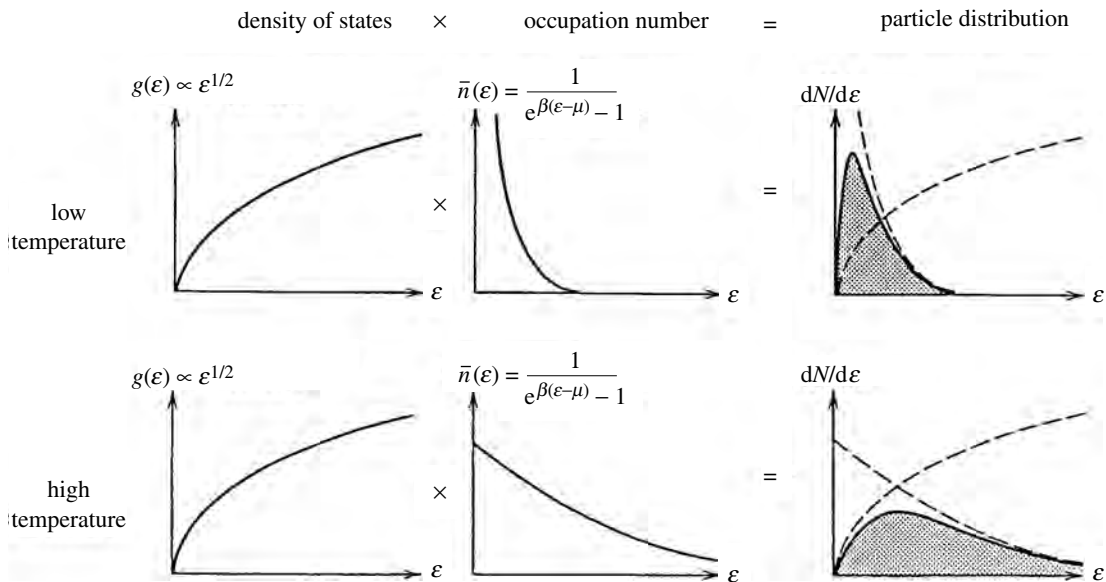 density of states × occupation number = particle distribution
g(ε) ∝ ε^{1/2}
n̄(ε) = 1 / (e^{β(ε−μ)} − 1)
dN/dε
low
temperature
×
=
ε
ε
ε
g(ε) ∝ ε^{1/2}
n̄(ε) = 1 / (e^{β(ε−μ)} − 1)
dN/dε
high
temperature
×
=
ε
ε
ε